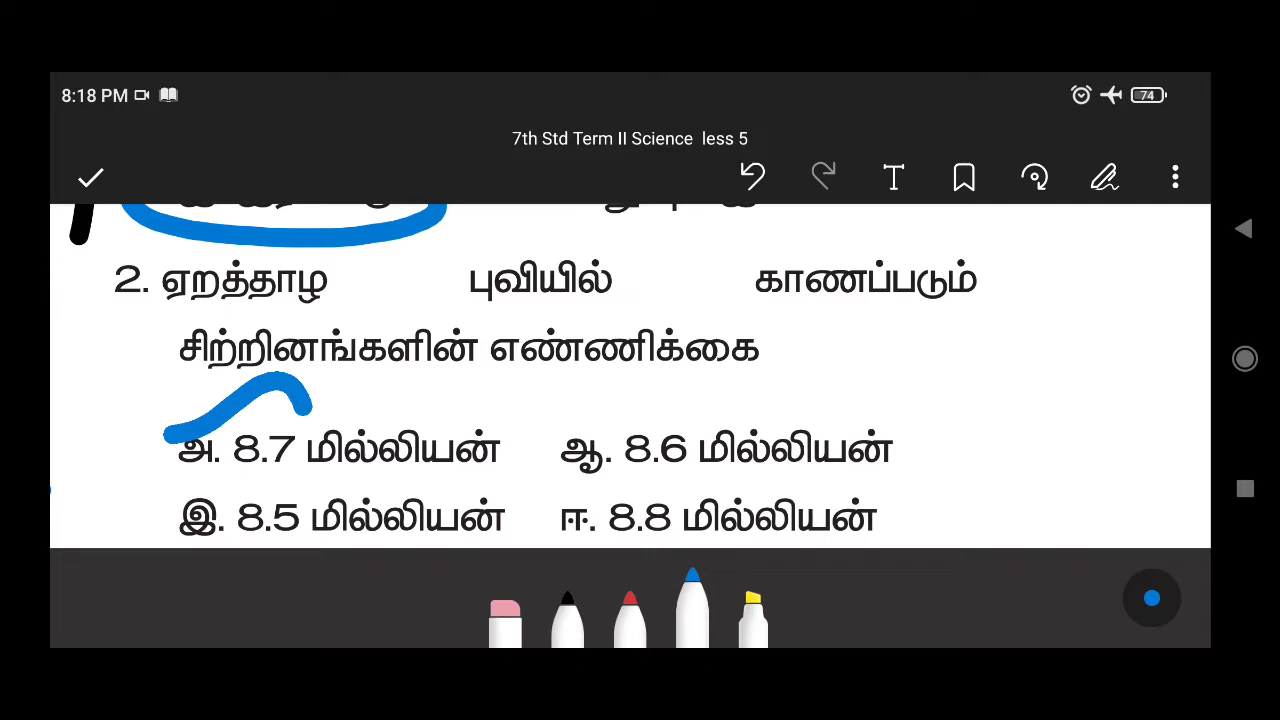 8:18 PM
74
7th Std Term II Science less 5
2. ஏறத்தாழ புவியில் காணப்படும்
சிற்றினங்களின் எண்ணிக்கை
அ. 8.7 மில்லியன் ஆ. 8.6 மில்லியன்
இ. 8.5 மில்லியன் ஈ. 8.8 மில்லியன்